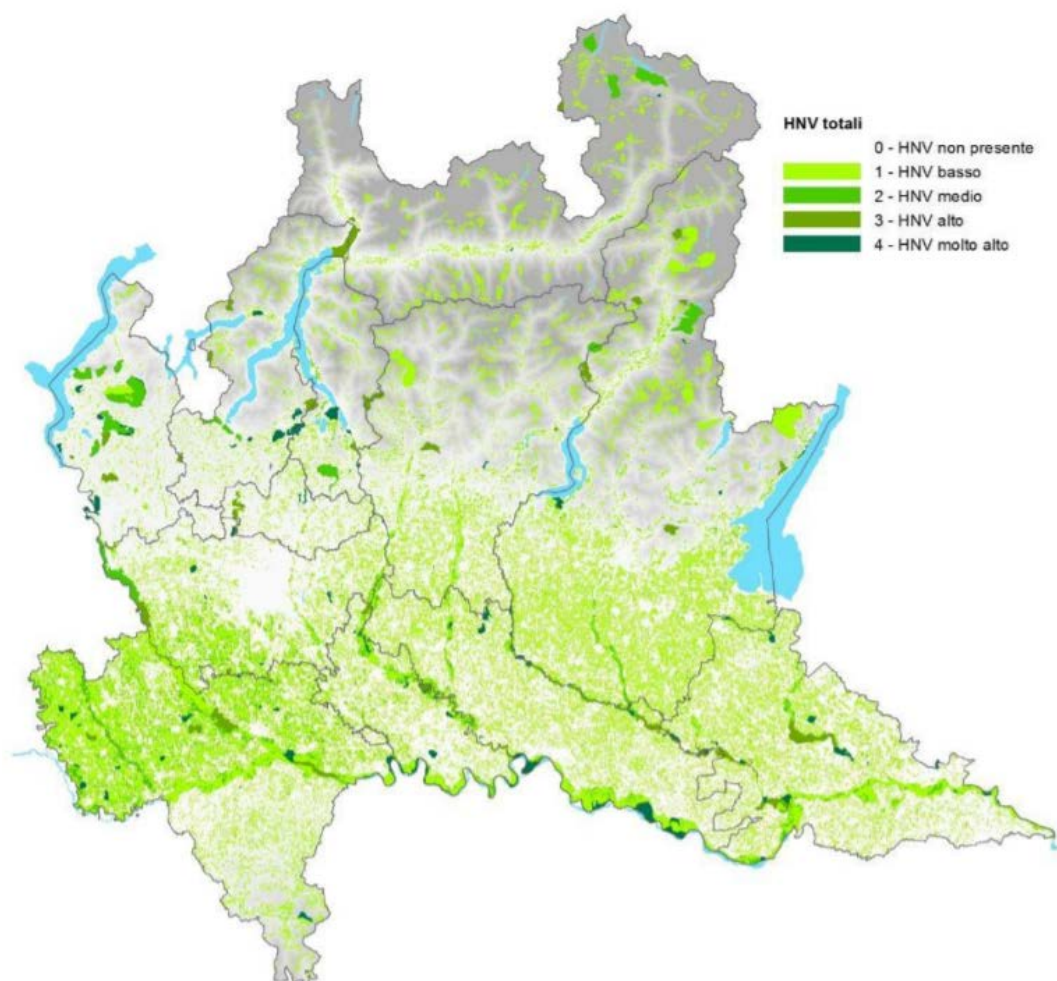 HNV totali
0 - HNV non presente
1 - HNV basso
2 - HNV medio
3 - HNV alto
4 - HNV molto alto